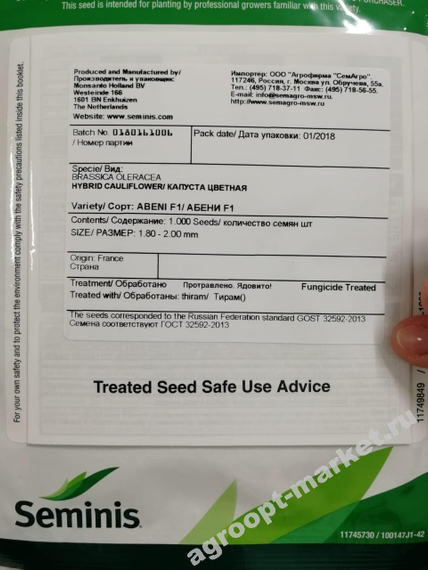 This seed is intended for planting by professional growers familiar with this variety.
PURCHASER.
For your own safety and to protect the environment comply with the safety precautions listed inside this booklet.
Produced and Manufactured by/
Производитель и упаковщик:
Monsanto Holland BV
Westeinde 166
1601 BN Enkhuizen
The Netherlands
Website: www.seminis.com
Импортер: ООО "Агрофирма "СемАгро".
117246, Россия, г. Москва ул. Обручева, 55а.
Тел.: (495) 718-37-11 Факс: (495) 718-56-55.
E-mail: info@semagro-msw.ru.
http://www.semagro-msw.ru
Batch No. 0180161006
/ Номер партии
Pack date/ Дата упаковки: 01/2018
Specie/ Вид:
BRASSICA OLERACEA
HYBRID CAULIFLOWER/ КАПУСТА ЦВЕТНАЯ
Variety/ Сорт: ABENI F1/ АБЕНИ F1
Contents/ Содержание: 1.000 Seeds/ количество семян шт
SIZE/ РАЗМЕР: 1.80 - 2.00 mm
Origin: France
Страна
Treatment/ Обработано Протравлено. Ядовито! Fungicide Treated
Treated with/ Обработаны: thiram/ Тирам()
The seeds corresponded to the Russian Federation standard GOST 32592-2013
Семена соответствуют ГОСТ 32592-2013
Treated Seed Safe Use Advice
11749849 /
Seminis
11745730 / 100147J1-42
agroopt-market.ru